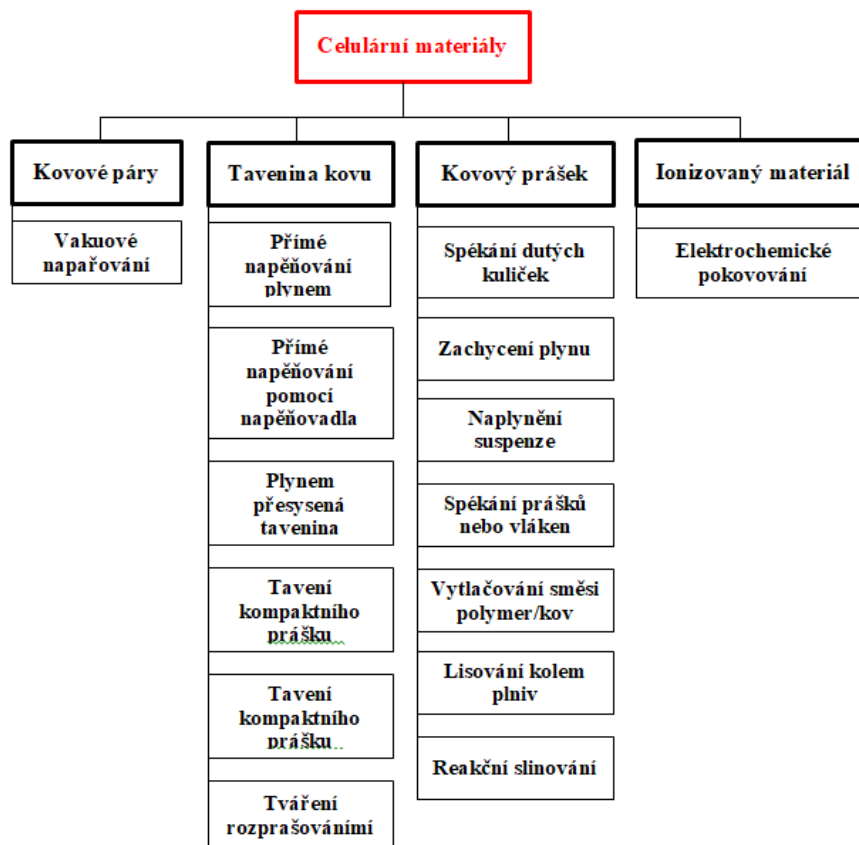 Celulární materiály
Kovové páry
Tavenina kovu
Kovový prášek
Ionizovaný materiál
Vakuové
napařování
Přímé
napěňování
plynem
Přímé
napěňování
pomocí
napěňovadla
Plynem
přesysená
tavenina
Tavení
kompaktního
prášku
Tavení
kompaktního
prášku
Tváření
rozprašovánímí
Spékání dutých
kuliček
Zachycení plynu
Naplynění
suspenze
Spékání prášků
nebo vláken
Vytlačování směsi
polymer/kov
Lisování kolem
plniv
Reakční slinování
Elektrochemické
pokovování